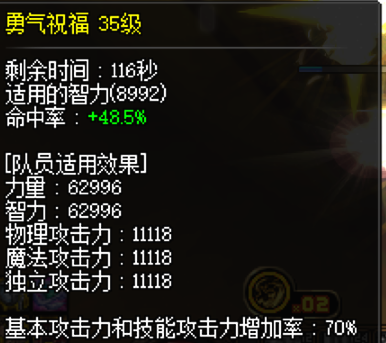 勇气祝福 35级
剩余时间：116秒
适用的智力(8992)
命中率：+48.5%
[队员适用效果]
力量：62996
智力：62996
物理攻击力：11118
魔法攻击力：11118
独立攻击力：11118
x02
基本攻击力和技能攻击力增加率：70%